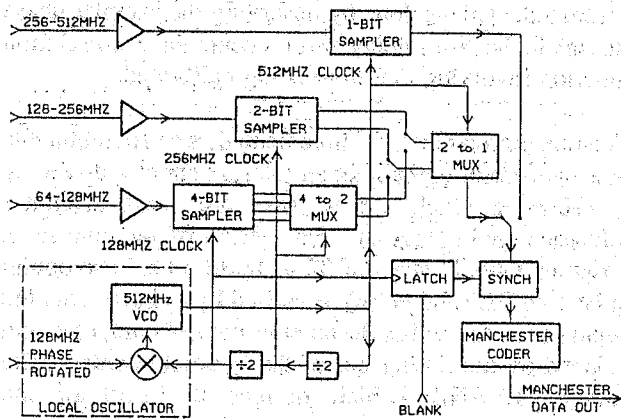 256-512MHZ
1-BIT
SAMPLER
512MHZ CLOCK
128-256MHZ
2-BIT
SAMPLER
2 to 1
MUX
256MHZ CLOCK
64-128MHZ
4-BIT
SAMPLER
4 to 2
MUX
128MHZ CLOCK
LATCH
SYNCH
512MHz
VCO
128MHZ
PHASE
ROTATED
÷2
÷2
MANCHESTER
CODER
LOCAL OSCILLATOR
BLANK
MANCHESTER
DATA OUT